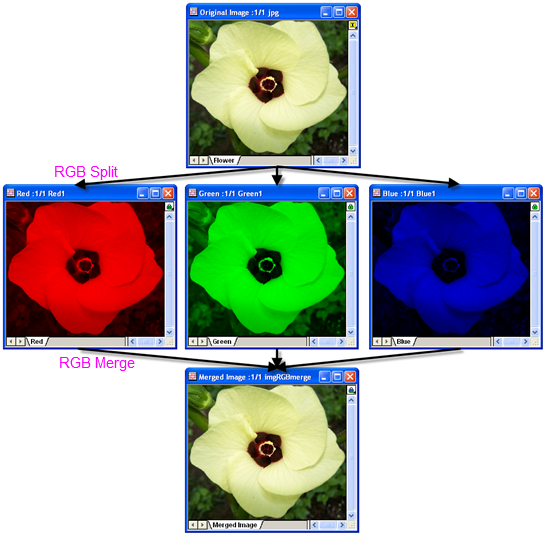 Original Image :1/1 jpg
Flower
RGB Split
Red :1/1 Red1
Green :1/1 Green1
Blue :1/1 Blue1
Red
Green
Blue
RGB Merge
Merged Image :1/1 imgRGBmerge
Merged Image